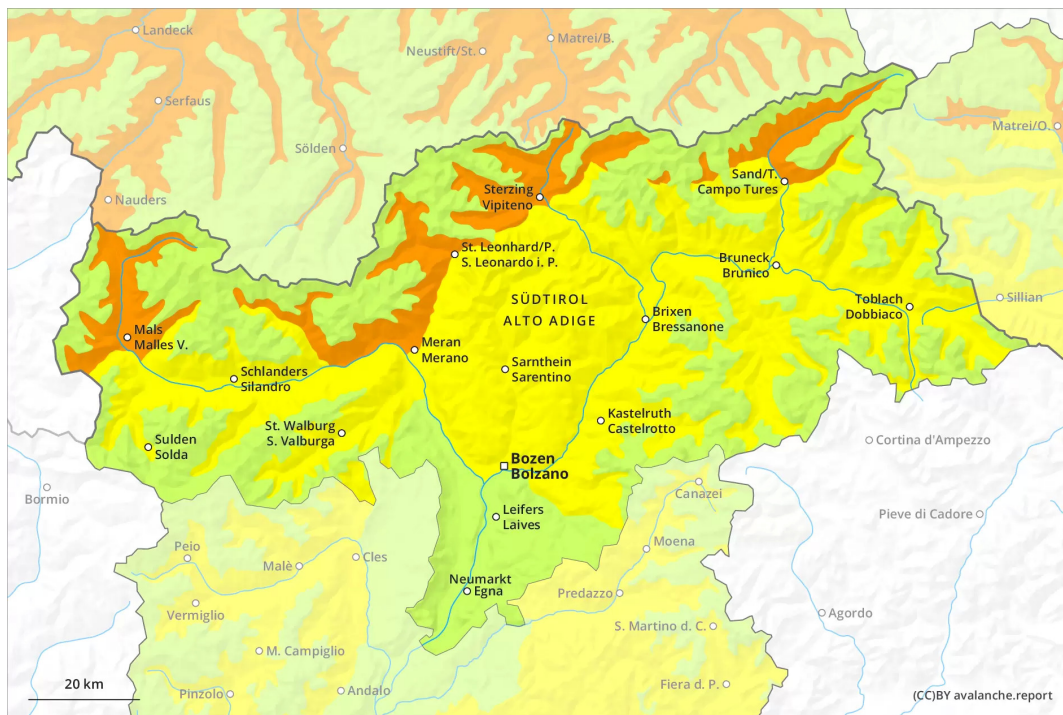 Landeck
Matrei/B.
Neustift/St.
Serfaus
Matrei/O.
Sölden
Sand/T.
Campo Tures
Sterzing
Vipiteno
Nauders
St. Leonhard/P.
S. Leonardo i. P.
Bruneck
Brunico
SÜDTIROL
ALTO ADIGE
Toblach
Dobbiaco
Sillian
Brixen
Bressanone
Mals
Malles V.
Meran
Merano
Sarnthein
Sarentino
Schlanders
Silandro
Kastelruth
Castelrotto
St. Walburg
S. Valburga
Sulden
Solda
Cortina d'Ampezzo
Bozen
Bolzano
Bormio
Canazei
Leifers
Laives
Pieve di Cadore
Peio
Cles
Moena
Malè
Neumarkt
Egna
Predazzo
Vermiglio
Agordo
S. Martino d. C.
M. Campiglio
20 km
Pinzolo
Andalo
Fiera d. P.
(CC)BY avalanche.report